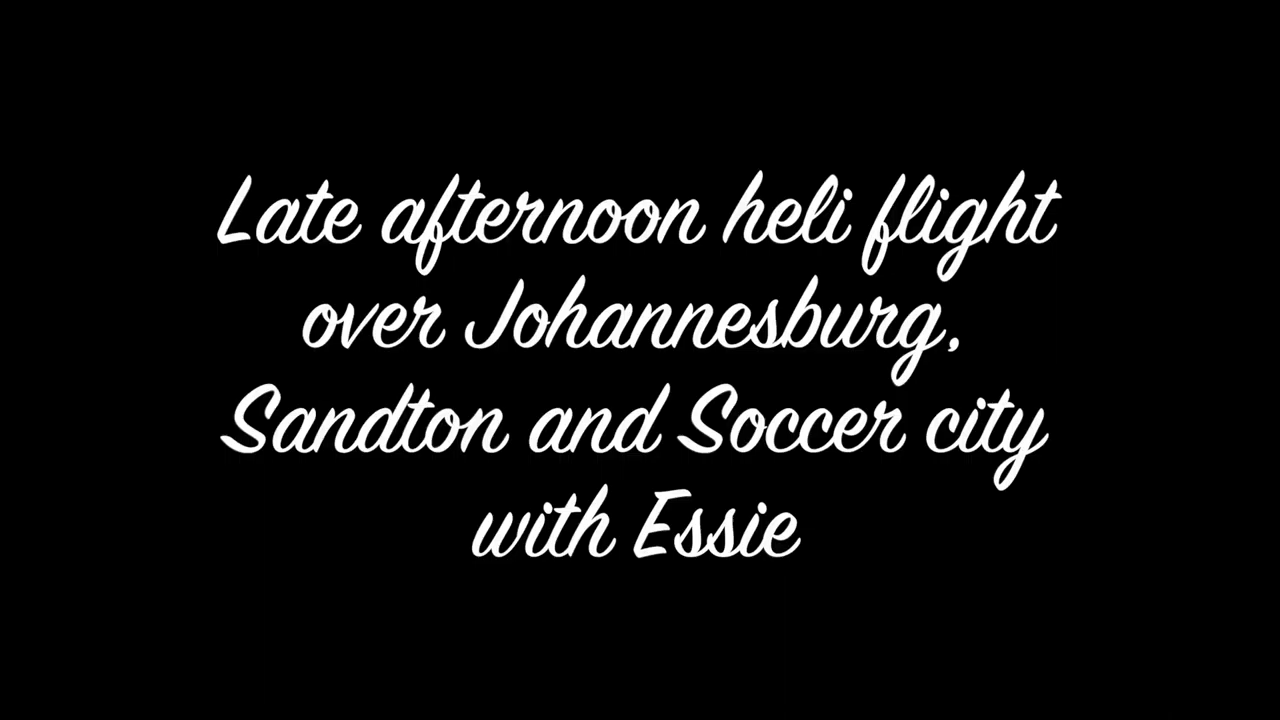 Late afternoon heli flight
over Johannesburg,
Sandton and Soccer city
with Essie